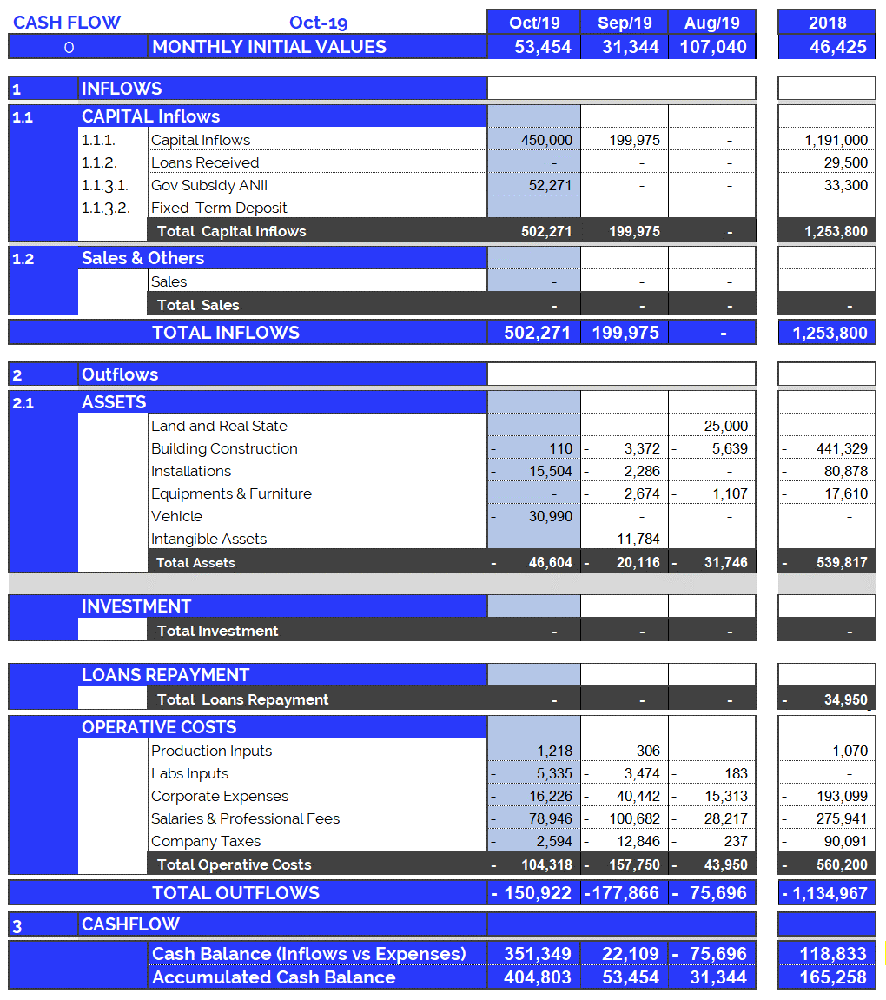 CASH FLOW Oct-19 Oct/19 Sep/19 Aug/19 2018
0 MONTHLY INITIAL VALUES 53,454 31,344 107,040 46,425
1 INFLOWS
1.1 CAPITAL Inflows
1.1.1. Capital Inflows 450,000 199,975 - 1,191,000
1.1.2. Loans Received - - - 29,500
1.1.3.1. Gov Subsidy ANII 52,271 - - 33,300
1.1.3.2. Fixed-Term Deposit - - -
Total Capital Inflows 502,271 199,975 - 1,253,800
1.2 Sales & Others
Sales - - -
Total Sales - - - -
TOTAL INFLOWS 502,271 199,975 - 1,253,800
2 Outflows
2.1 ASSETS
Land and Real State - - - 25,000 -
Building Construction - 110 - 3,372 - 5,639 - 441,329
Installations - 15,504 - 2,286 - - 80,878
Equipments & Furniture - - 2,674 - 1,107 - 17,610
Vehicle - 30,990 - - -
Intangible Assets - - 11,784 - -
Total Assets - 46,604 - 20,116 - 31,746 - 539,817
INVESTMENT
Total Investment - - - -
LOANS REPAYMENT
Total Loans Repayment - - - - 34,950
OPERATIVE COSTS
Production Inputs - 1,218 - 306 - - 1,070
Labs Inputs - 5,335 - 3,474 - 183 -
Corporate Expenses - 16,226 - 40,442 - 15,313 - 193,099
Salaries & Professional Fees - 78,946 - 100,682 - 28,217 - 275,941
Company Taxes - 2,594 - 12,846 - 237 - 90,091
Total Operative Costs - 104,318 - 157,750 - 43,950 - 560,200
TOTAL OUTFLOWS - 150,922 -177,866 - 75,696 - 1,134,967
3 CASHFLOW
Cash Balance (Inflows vs Expenses) 351,349 22,109 - 75,696 118,833
Accumulated Cash Balance 404,803 53,454 31,344 165,258